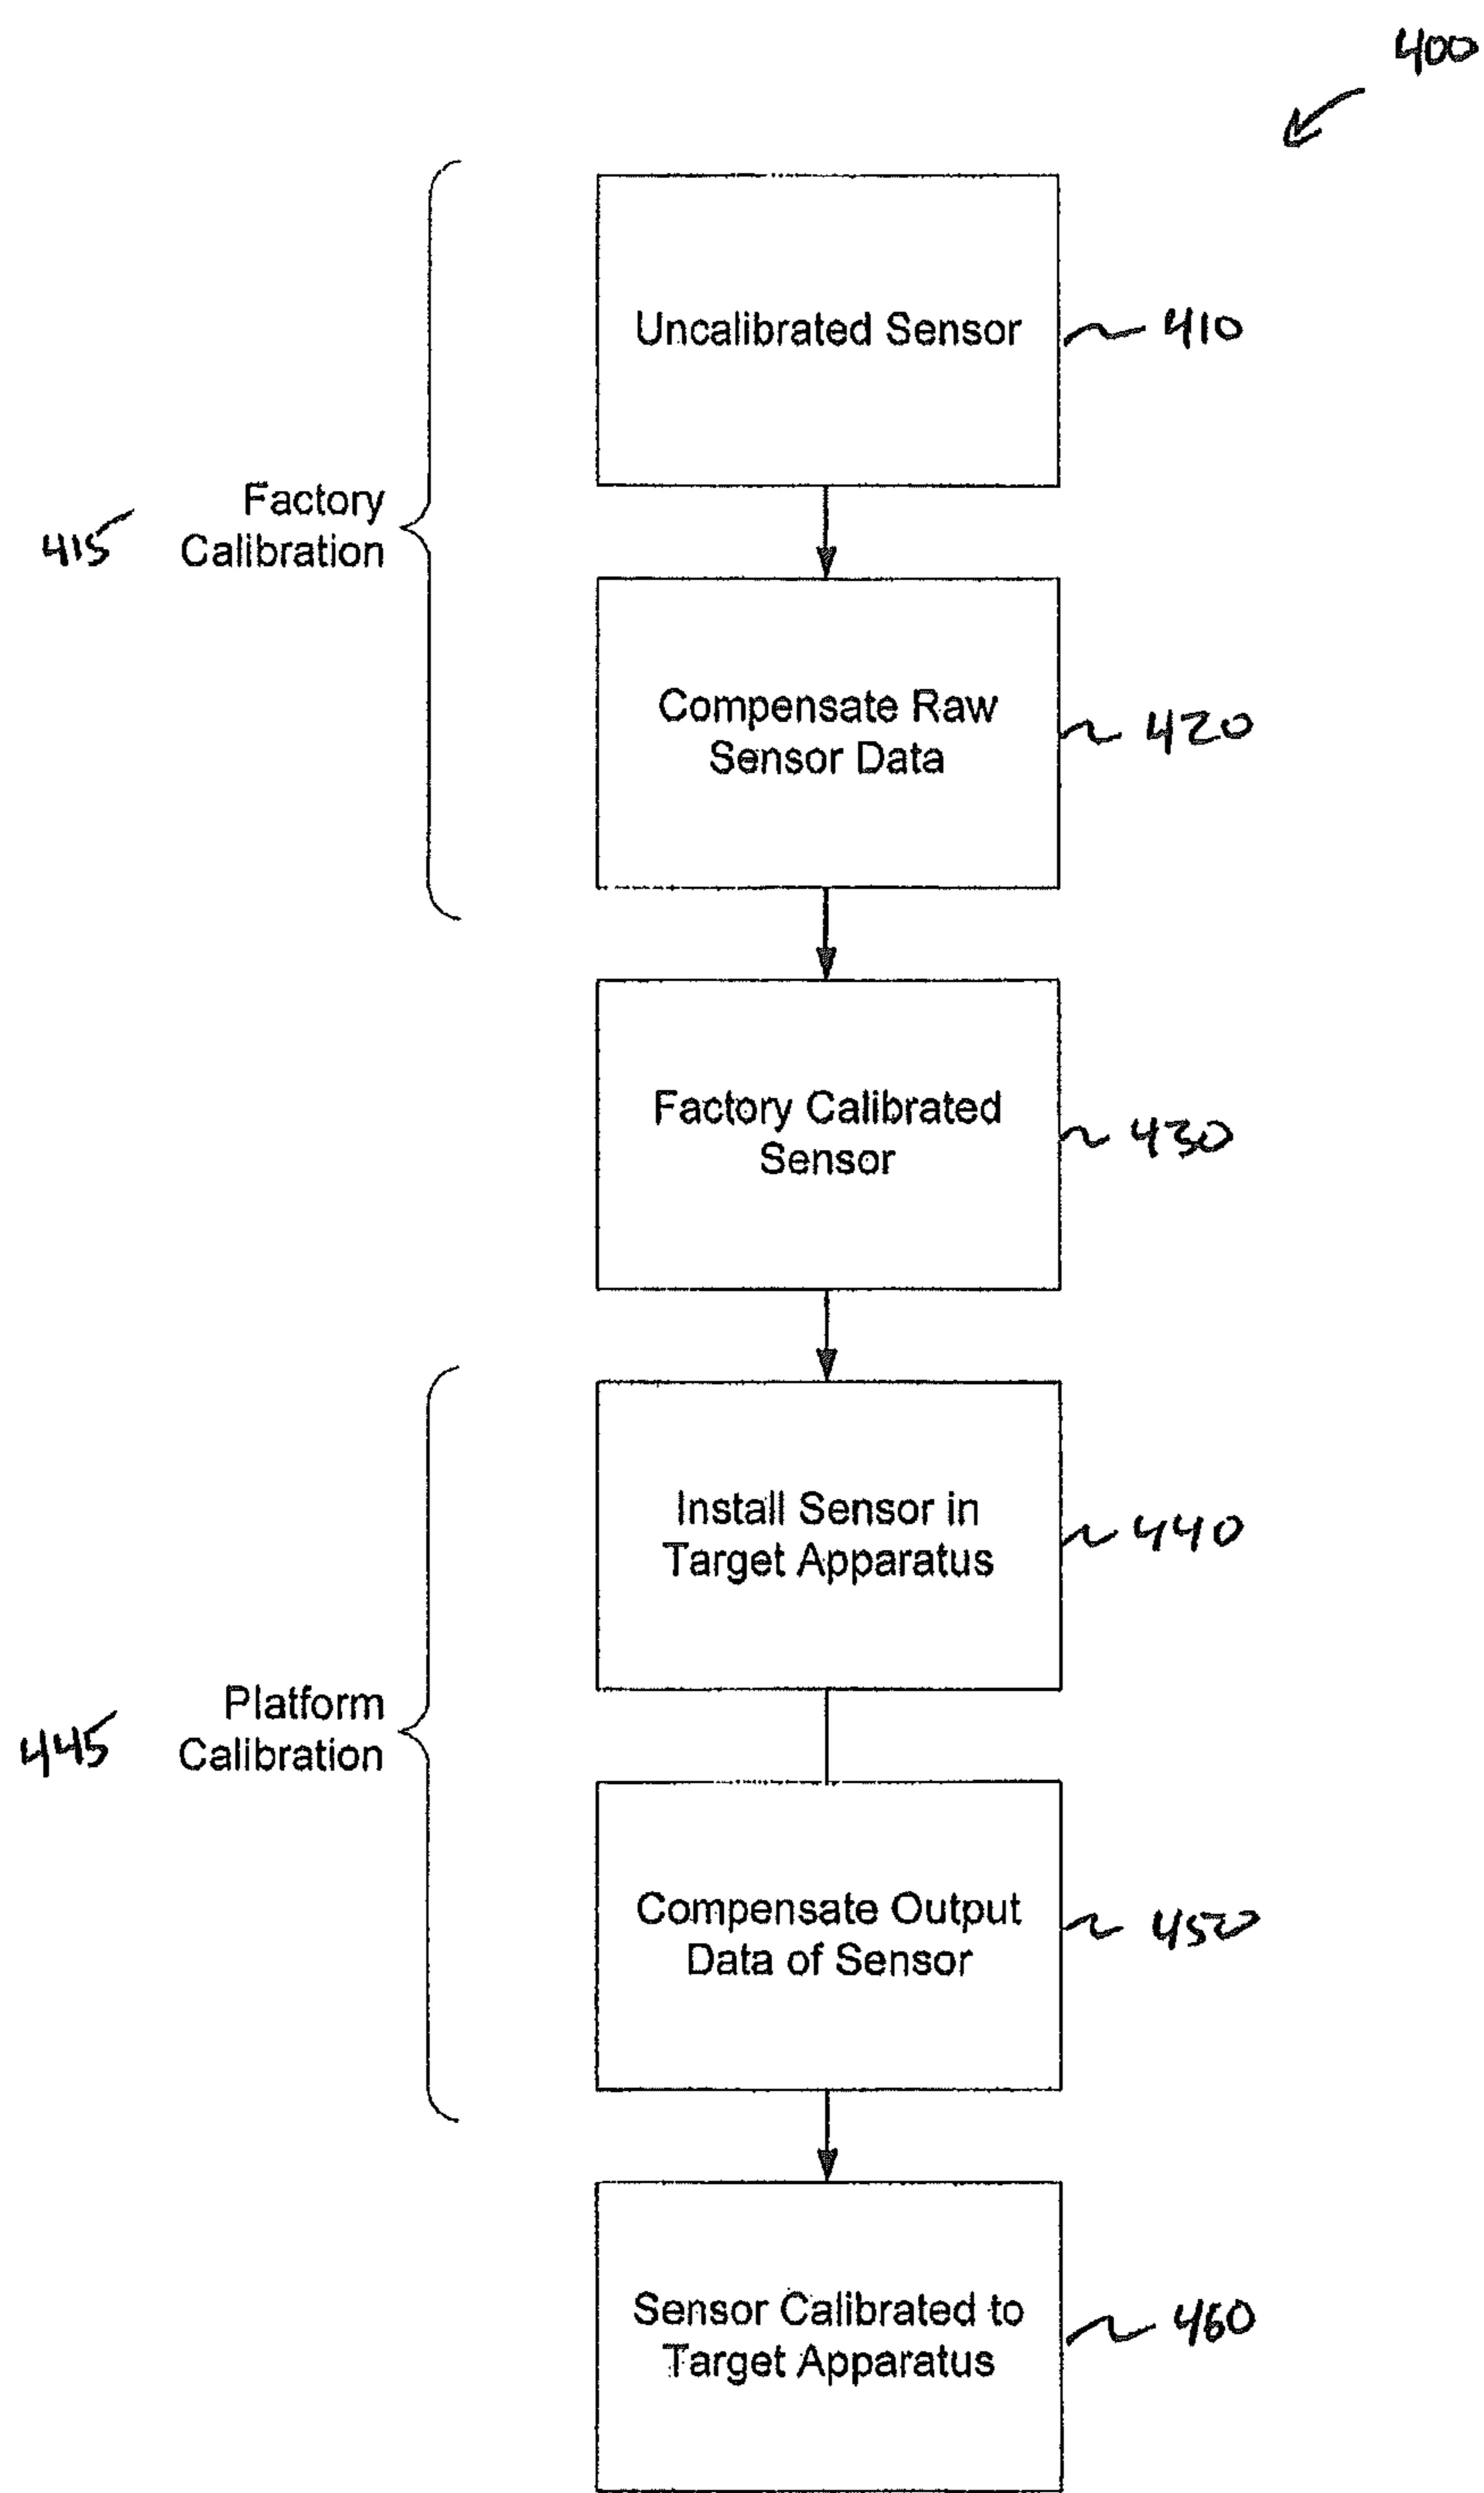 400
Uncalibrated Sensor
410
Factory
Calibration
415
Compensate Raw
Sensor Data
420
Factory Calibrated
Sensor
430
Install Sensor in
Target Apparatus
440
Platform
Calibration
445
Compensate Output
Data of Sensor
450
Sensor Calibrated to
Target Apparatus
460